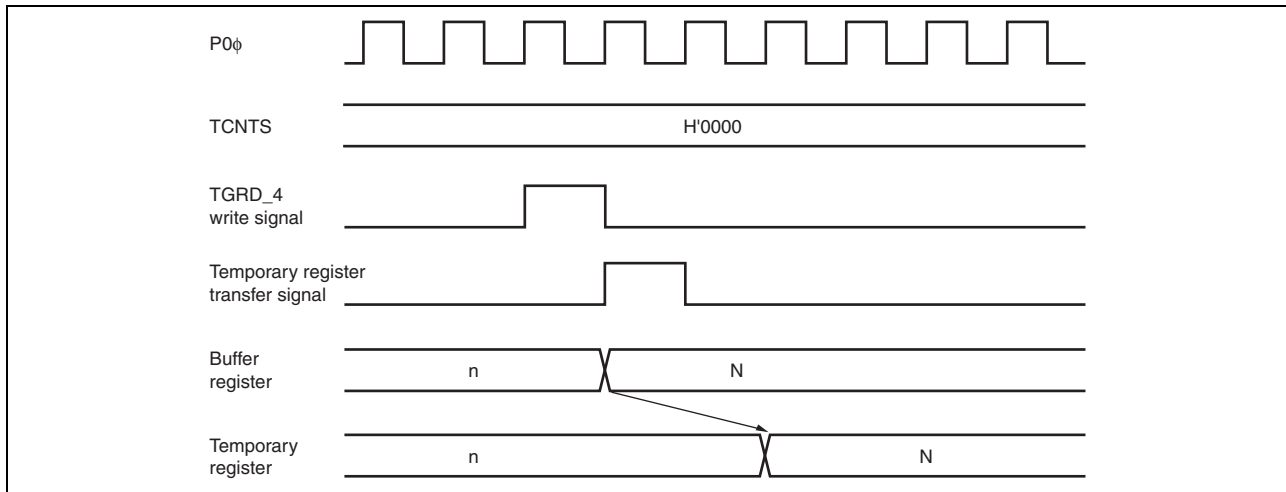 P0ϕ
TCNTS
H'0000
TGRD_4
write signal
Temporary register
transfer signal
Buffer
register
n
N
Temporary
register
n
N